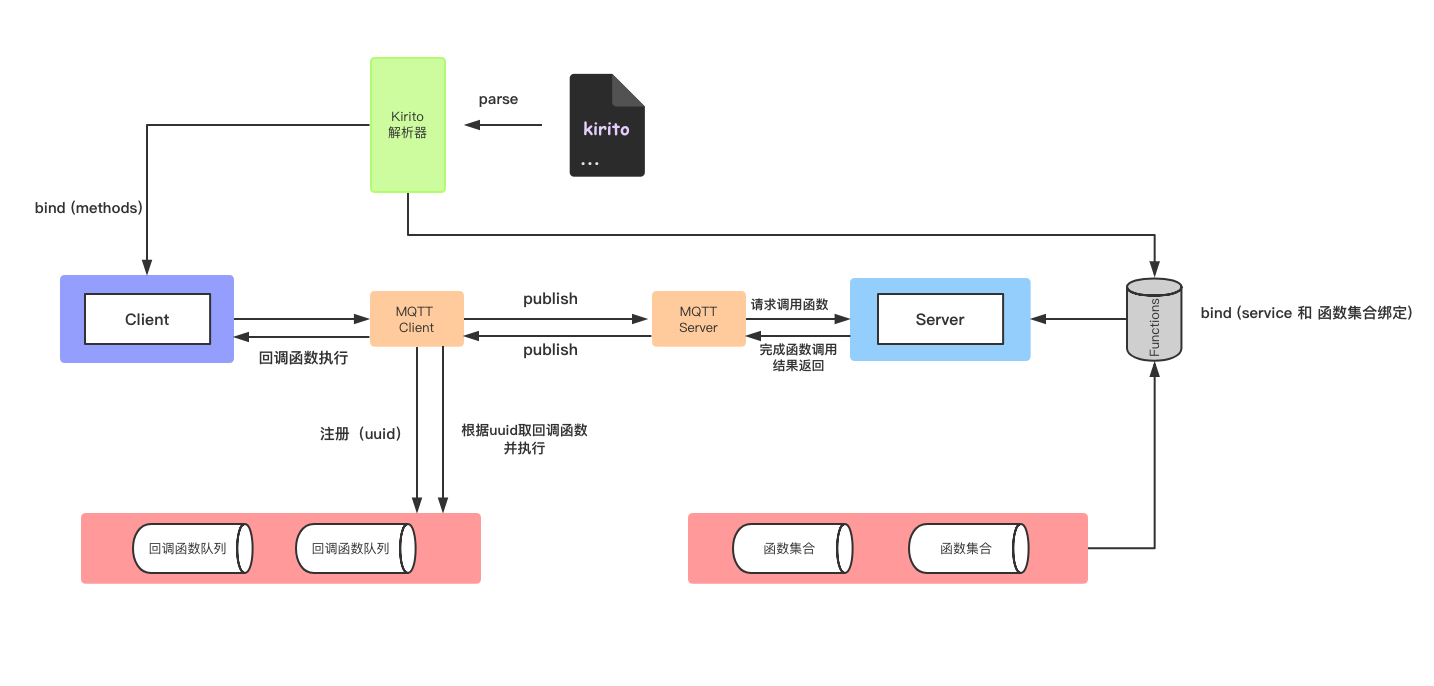 parse
Kirito
解析器
kirito
...
bind (methods)
Client
MQTT
Client
publish
publish
MQTT
Server
请求调用函数
完成函数调用
结果返回
Server
Functions
bind (service 和 函数集合绑定)
回调函数执行
注册（uuid）
根据uuid取回调函数
并执行
回调函数队列
回调函数队列
函数集合
函数集合